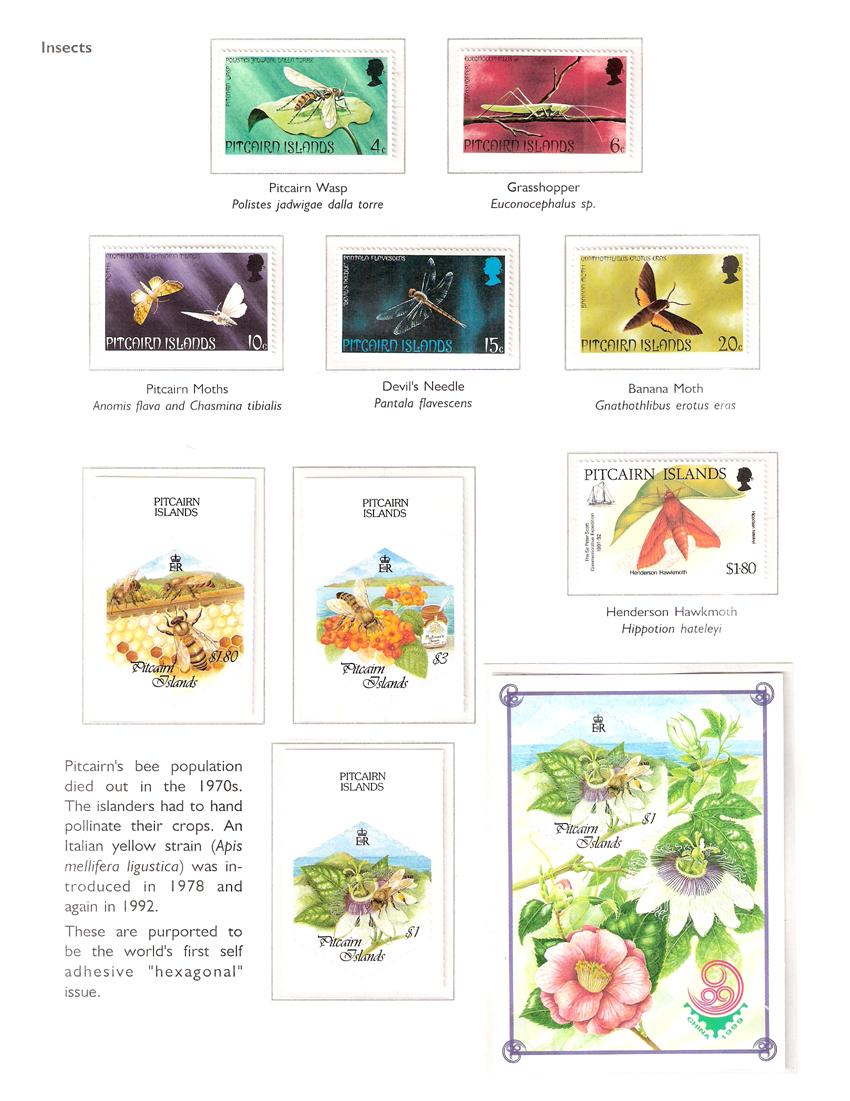 Insects
POLISTES JADWIGAE DALLA TORRE
PITCAIRN WASP
4c
PITCAIRN ISLANDS
EUCONOCEPHALUS SP.
GRASSHOPPER
6c
PITCAIRN ISLANDS
Pitcairn Wasp
Polistes jadwigae dalla torre
Grasshopper
Euconocephalus sp.
ANOMIS FLAVA & CHASMINA TIBIALIS
MOTHS
10c
PITCAIRN ISLANDS
PANTALA FLAVESCENS
DEVIL'S NEEDLE
15c
PITCAIRN ISLANDS
GNATHOTHLIBUS EROTUS ERAS
BANANA MOTH
20c
PITCAIRN ISLANDS
Pitcairn Moths
Anomis flava and Chasmina tibialis
Devil's Needle
Pantala flavescens
Banana Moth
Gnathothlibus erotus eras
PITCAIRN
ISLANDS
E R
$1.80
Pitcairn
Islands
PITCAIRN
ISLANDS
E R
$3
Pitcairn
Islands
PITCAIRN ISLANDS
The Sir Peter Scott
Commemorative Expedition
1991-92
Hippotion hateleyi
Henderson Hawkmoth
$1·80
Henderson Hawkmoth
Hippotion hateleyi
Pitcairn's bee population
died out in the 1970s.
The islanders had to hand
pollinate their crops. An
Italian yellow strain (Apis
mellifera ligustica) was in-
troduced in 1978 and
again in 1992.
These are purported to
be the world's first self
adhesive "hexagonal"
issue.
PITCAIRN
ISLANDS
E R
$1
Pitcairn
Islands
E R
$1
Pitcairn
Islands
CHINA 1999